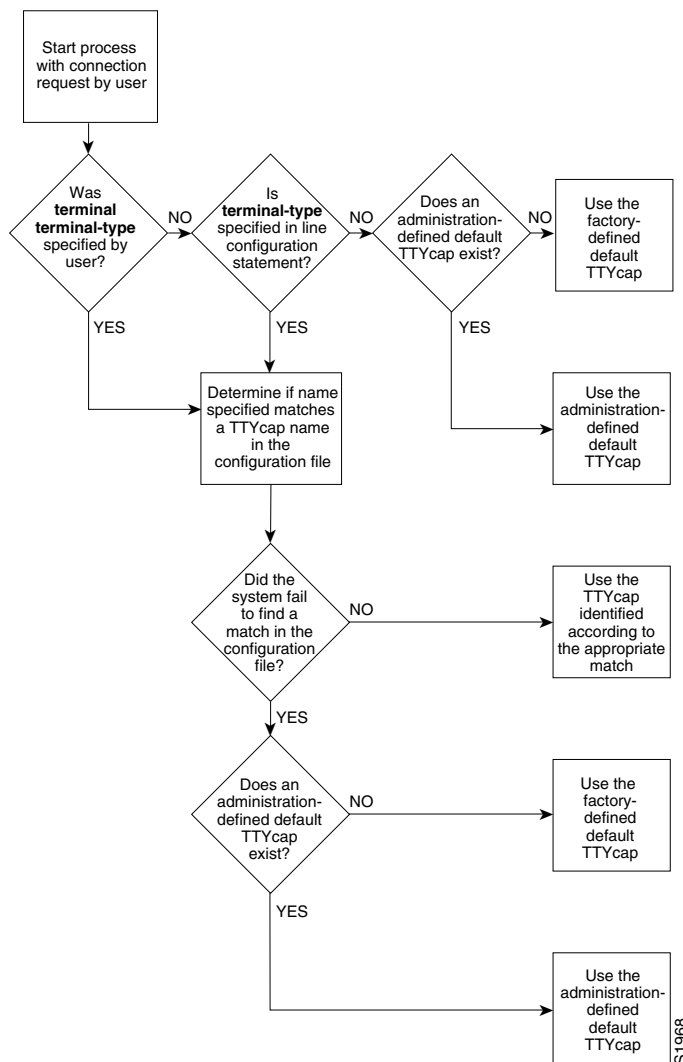 Start process
with connection
request by user
Was
terminal
terminal-type
specified by
user?
NO
YES
Is
terminal-type
specified in line
configuration
statement?
NO
YES
Does an
administration-
defined default
TTYcap exist?
NO
YES
Use the
factory-
defined
default
TTYcap
Use the
administration-
defined
default
TTYcap
Determine if name
specified matches
a TTYcap name
in the
configuration file
Did the
system fail
to find a
match in the
configuration
file?
NO
YES
Use the
TTYcap
identified
according to
the appropriate
match
Does an
administration-
defined default
TTYcap
exist?
NO
YES
Use the
factory-
defined
default
TTYcap
Use the
administration-
defined
default
TTYcap
S1968